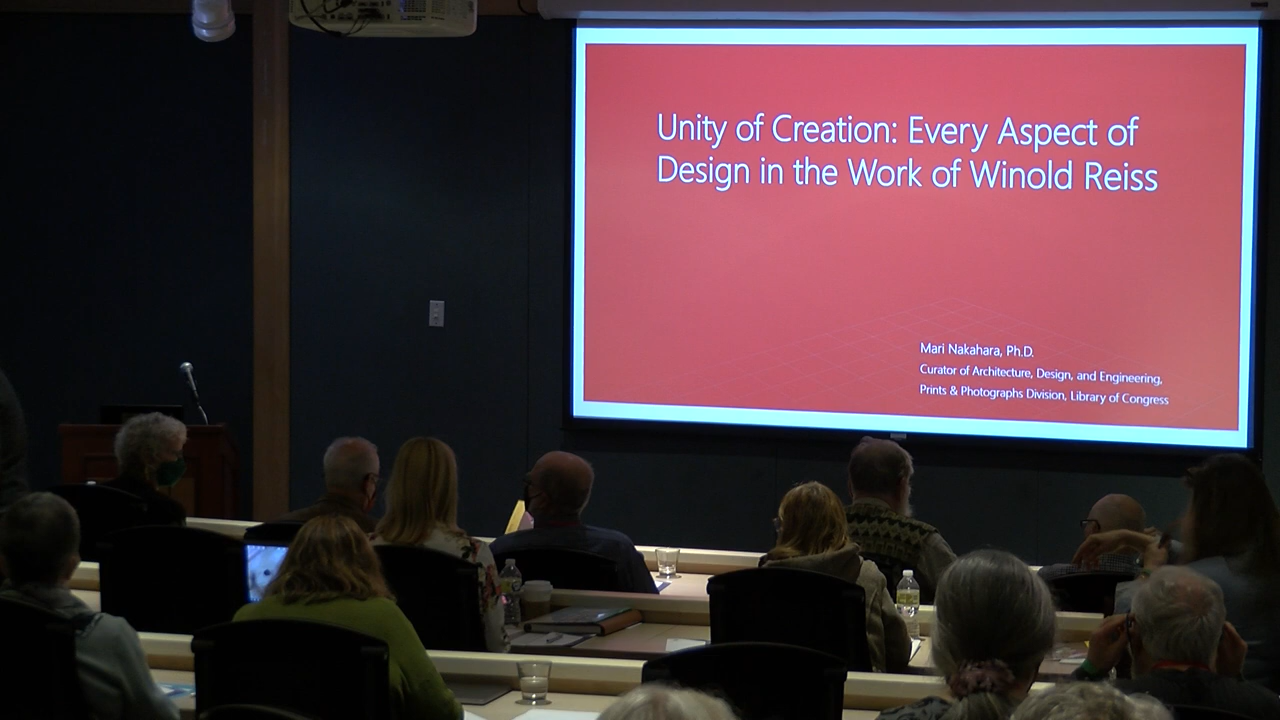 Unity of Creation: Every Aspect of
Design in the Work of Winold Reiss
Mari Nakahara, Ph.D.
Curator of Architecture, Design, and Engineering,
Prints & Photographs Division, Library of Congress